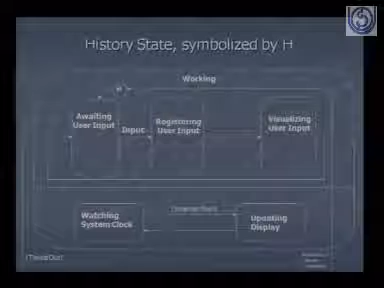 History State, symbolized by H
Working
H
Awaiting
User Input
Input
Registering
User Input
Visualizing
User Input
Watching
System Clock
Updating
Display